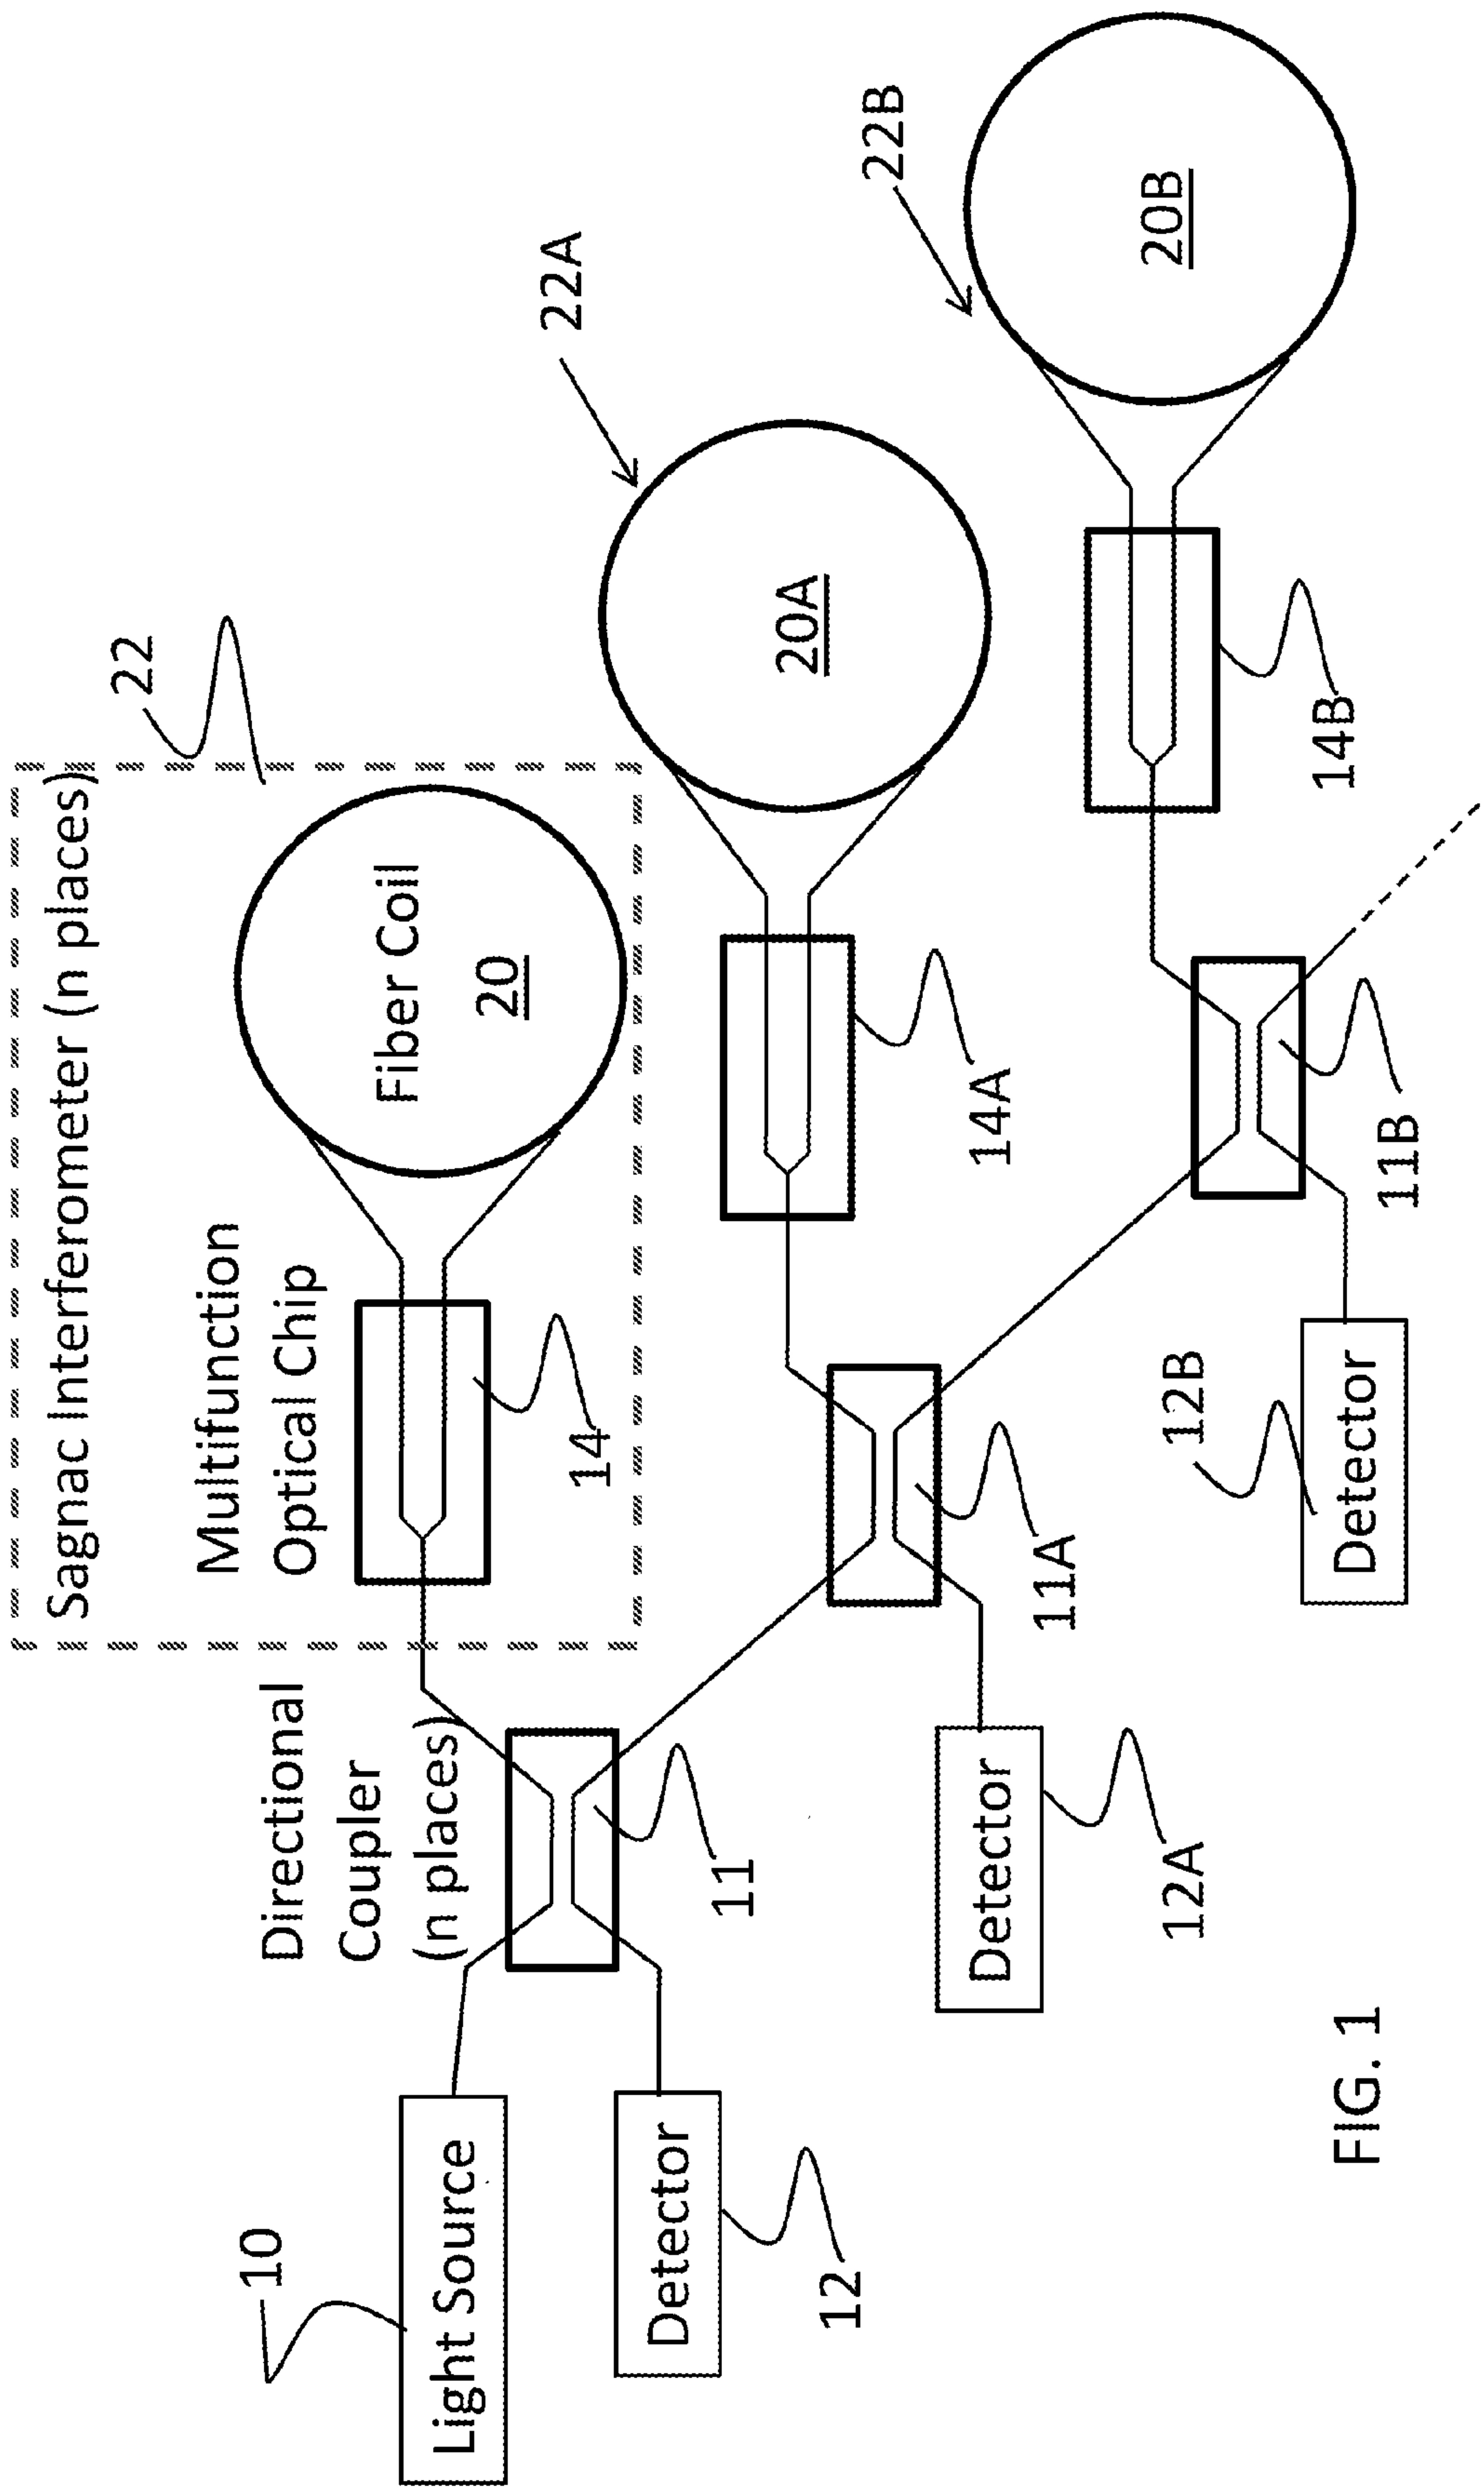 Sagnac Interferometer (n places)
22
Multifunction
Optical Chip
Fiber Coil
20
14
10
Light Source
Directional
Coupler
(n places)
11
Detector
12
22A
20A
14A
11A
Detector
12A
22B
20B
14B
11B
12B
Detector
FIG. 1